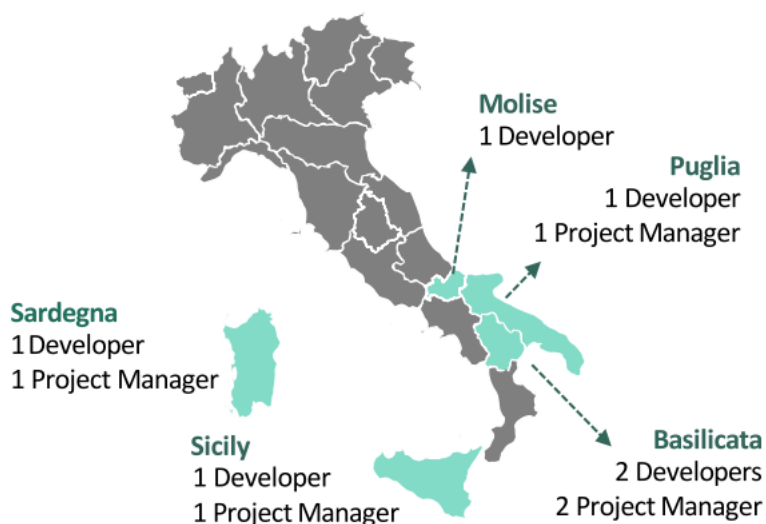 Molise
1 Developer
Puglia
1 Developer
1 Project Manager
Sardegna
1 Developer
1 Project Manager
Sicily
1 Developer
1 Project Manager
Basilicata
2 Developers
2 Project Manager